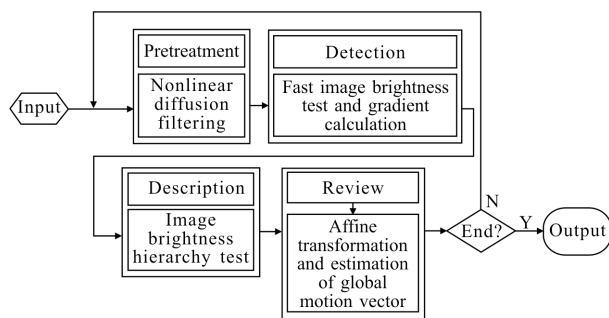 Input
Pretreatment
Nonlinear
diffusion
filtering
Detection
Fast image brightness
test and gradient
calculation
Description
Image
brightness
hierarchy test
Review
Affine
transformation
and estimation
of global
motion vector
End?
N
Y
Output